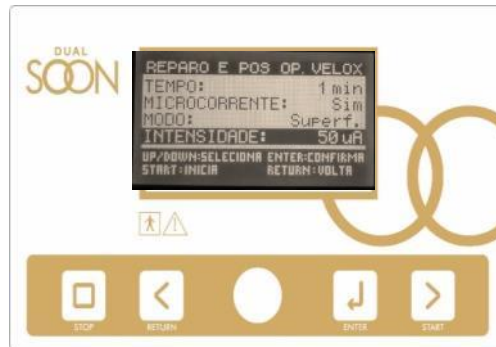 DUAL
SOON
REPARO E POS OP. VELOX
TEMPO: 1 min
MICROCORRENTE: Sim
MODO: Superf.
INTENSIDADE: 50 uA
UP/DOWN:SELECIONA ENTER:CONFIRMA
START:INICIA RETURN:VOLTA
STOP
RETURN
ENTER
START